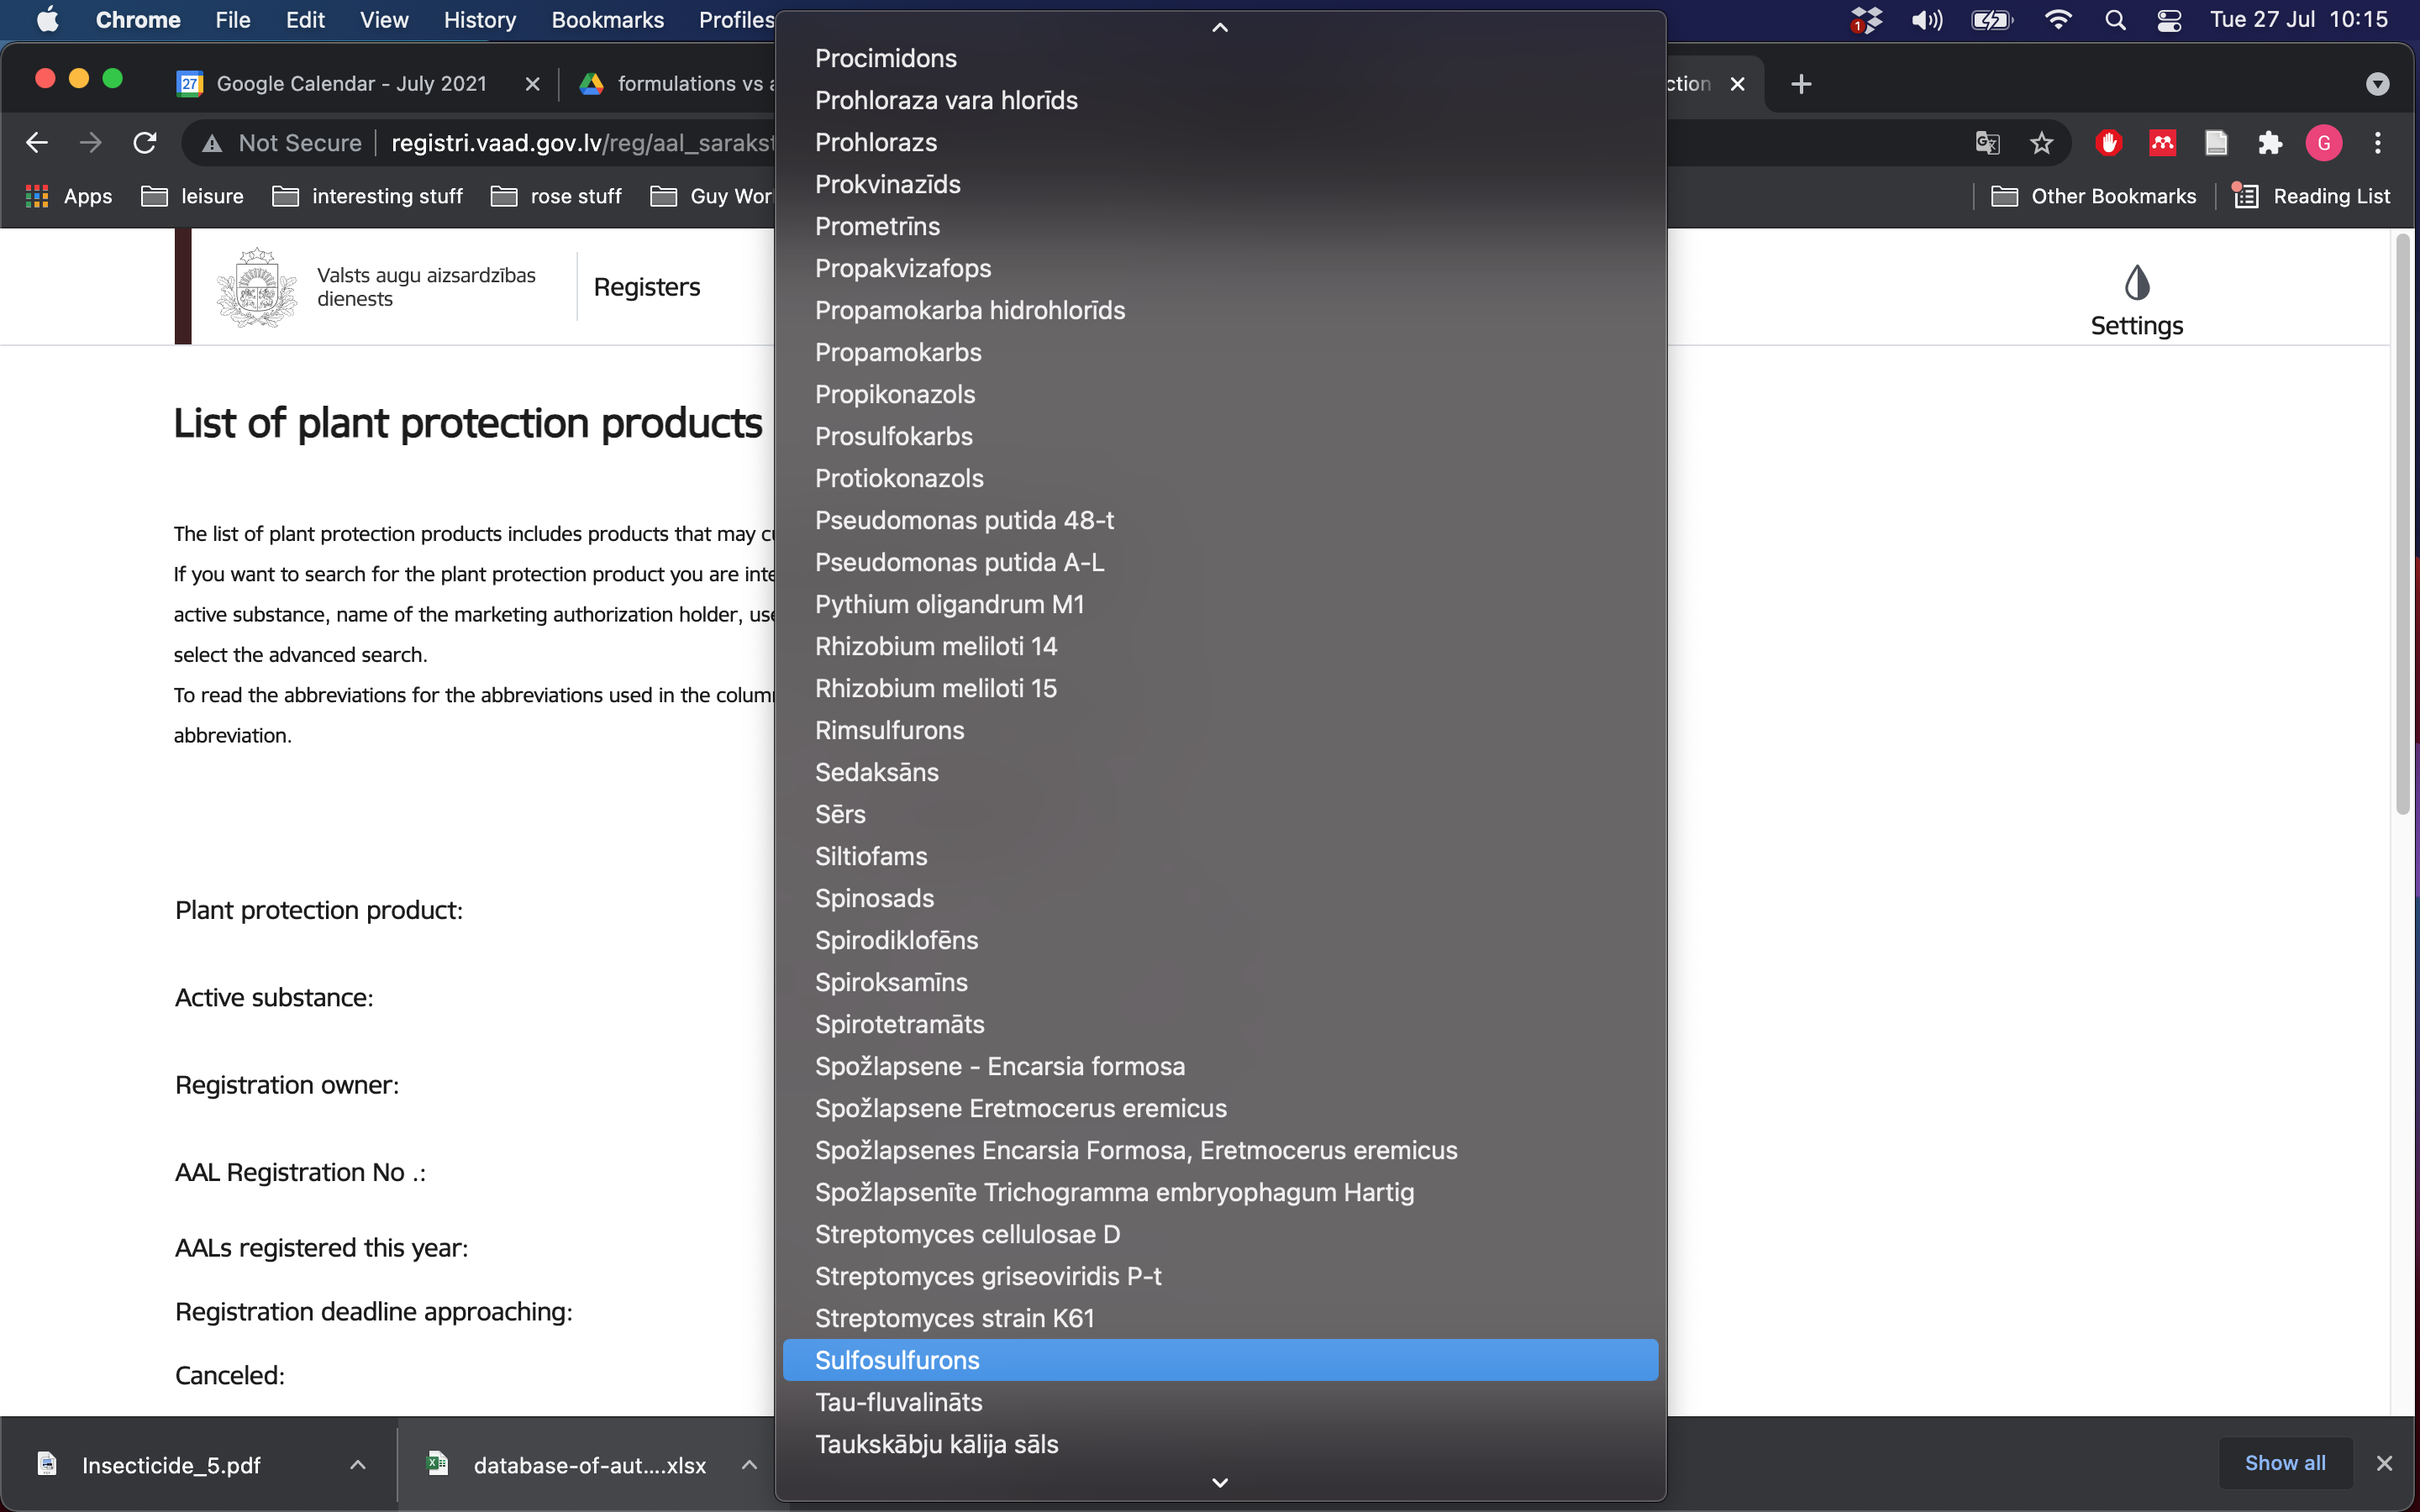 Chrome File Edit View History Bookmarks Profiles
1 Tue 27 Jul 10:15
27 Google Calendar - July 2021
formulations vs
ction
Not Secure registri.vaad.gov.lv/reg/aal_saraks
G
Apps leisure interesting stuff rose stuff Guy Wor
Other Bookmarks Reading List
Valsts augu aizsardzības
dienests
Registers
Settings
List of plant protection products
The list of plant protection products includes products that may c
If you want to search for the plant protection product you are inte
active substance, name of the marketing authorization holder, use
select the advanced search.
To read the abbreviations for the abbreviations used in the colum
abbreviation.
Plant protection product:
Active substance:
Registration owner:
AAL Registration No .:
AALs registered this year:
Registration deadline approaching:
Canceled:
Procimidons
Prohloraza vara hlorīds
Prohlorazs
Prokvinazīds
Prometrīns
Propakvizafops
Propamokarba hidrohlorīds
Propamokarbs
Propikonazols
Prosulfokarbs
Protiokonazols
Pseudomonas putida 48-t
Pseudomonas putida A-L
Pythium oligandrum M1
Rhizobium meliloti 14
Rhizobium meliloti 15
Rimsulfurons
Sedaksāns
Sērs
Siltiofams
Spinosads
Spirodiklofēns
Spiroksamīns
Spirotetramāts
Spožlapsene - Encarsia formosa
Spožlapsene Eretmocerus eremicus
Spožlapsenes Encarsia Formosa, Eretmocerus eremicus
Spožlapsenīte Trichogramma embryophagum Hartig
Streptomyces cellulosae D
Streptomyces griseoviridis P-t
Streptomyces strain K61
Sulfosulfurons
Tau-fluvalināts
Taukskābju kālija sāls
Insecticide_5.pdf
database-of-aut....xlsx
Show all